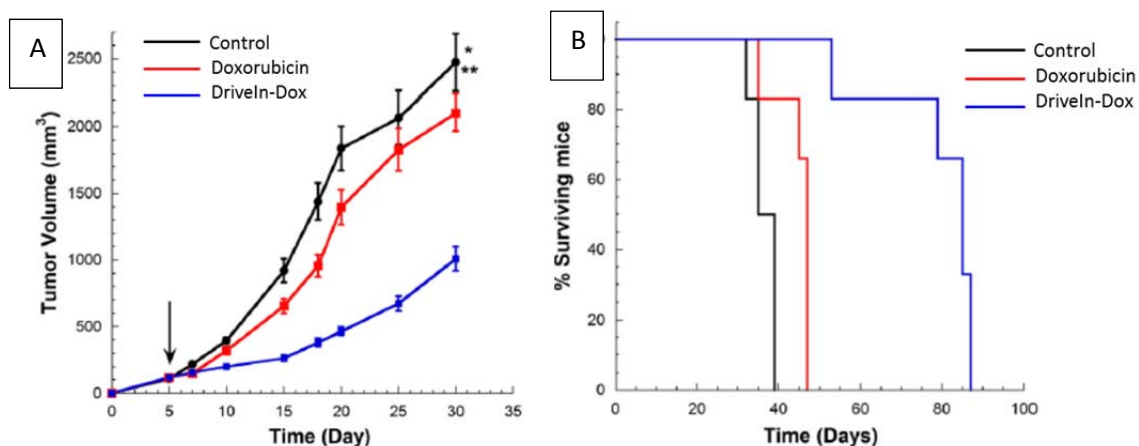 A
Control
Doxorubicin
DriveIn-Dox
*
**
2500
2000
1500
1000
500
0
Tumor Volume (mm³)
0 5 10 15 20 25 30 35
Time (Day)
B
Control
Doxorubicin
DriveIn-Dox
80
60
40
20
0
% Surviving mice
0 20 40 60 80 100
Time (Days)